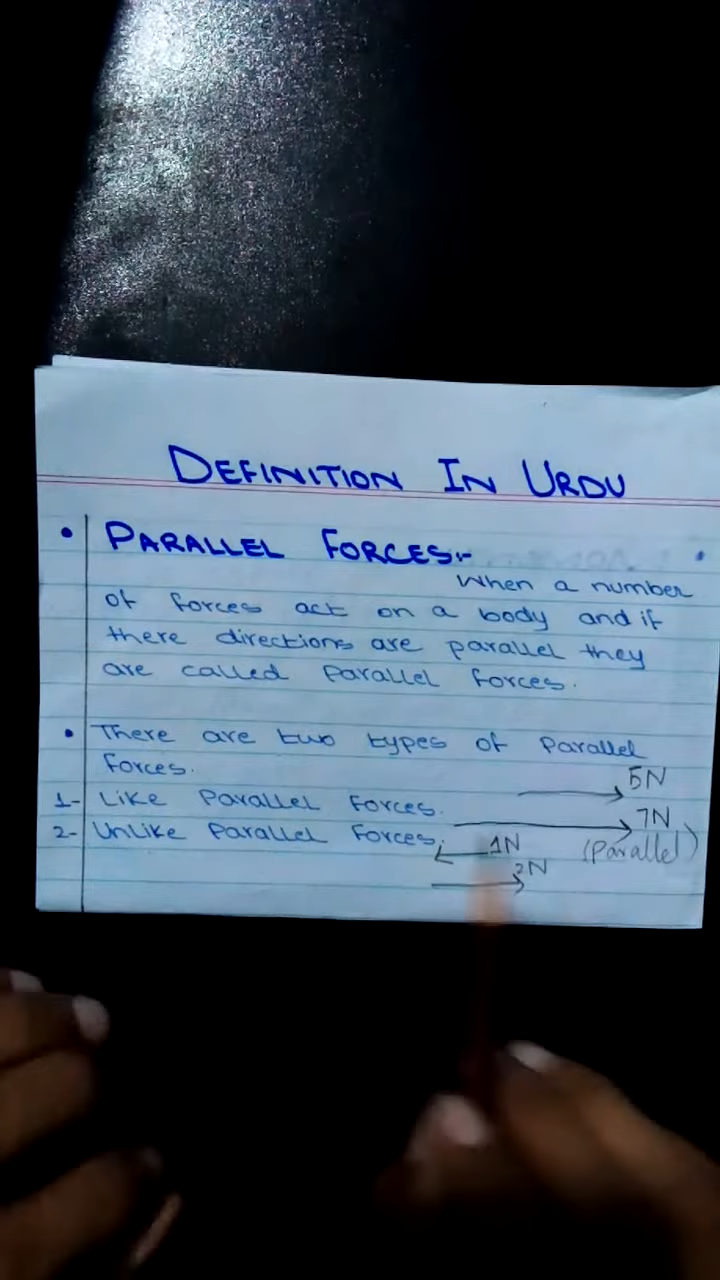 DEFINITION IN URDU
• PARALLEL FORCES:-
When a number
of forces act on a body and if
there directions are parallel they
are called Parallel forces.
• There are two types of Parallel
forces.
5N
1- Like Parallel Forces.
7N
2- Unlike Parallel Forces.
(Parallel)
1N
2N